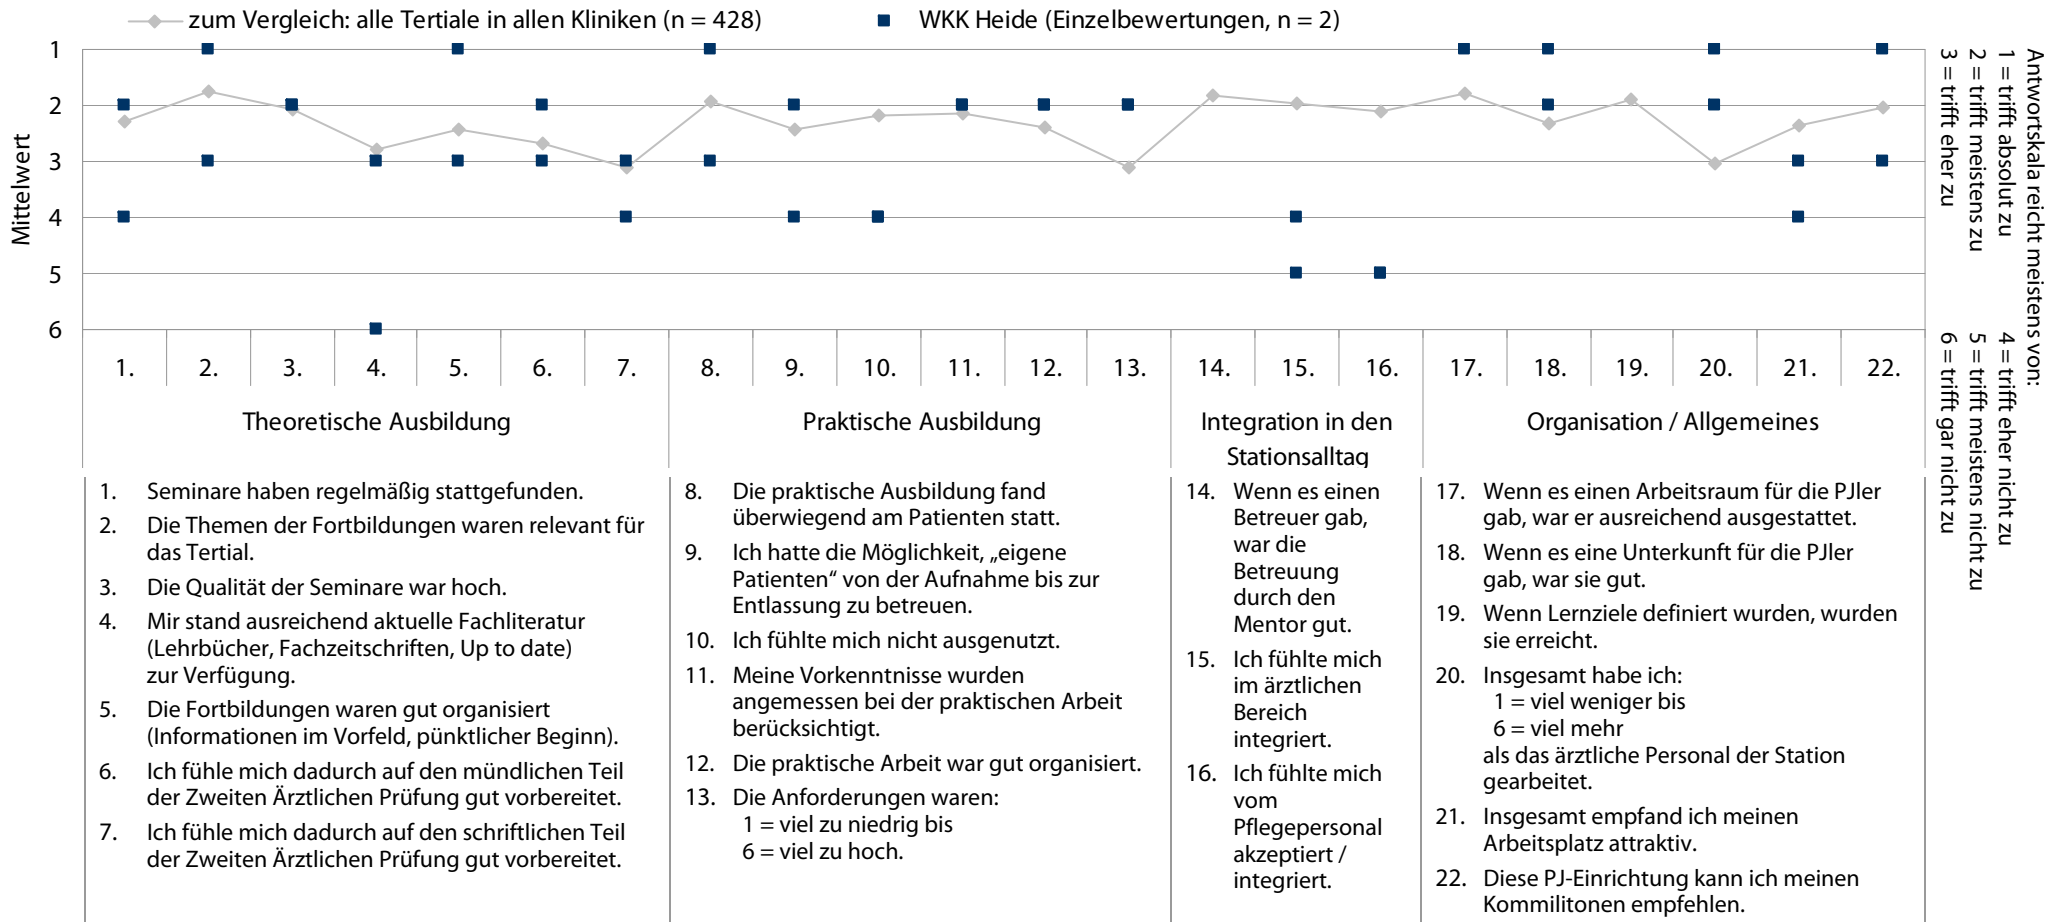 zum Vergleich: alle Tertiale in allen Kliniken (n = 428)
WKK Heide (Einzelbewertungen, n = 2)
Mittelwert
1
2
3
4
5
6
Antwortskala reicht meistens von:
1 = trifft absolut zu
2 = trifft meistens zu
3 = trifft eher zu
4 = trifft eher nicht zu
5 = trifft meistens nicht zu
6 = trifft gar nicht zu
1. 2. 3. 4. 5. 6. 7. 8. 9. 10. 11. 12. 13. 14. 15. 16. 17. 18. 19. 20. 21. 22.
Theoretische Ausbildung
Praktische Ausbildung
Integration in den
Stationsalltag
Organisation / Allgemeines
1. Seminare haben regelmäßig stattgefunden.
2. Die Themen der Fortbildungen waren relevant für
das Tertial.
3. Die Qualität der Seminare war hoch.
4. Mir stand ausreichend aktuelle Fachliteratur
(Lehrbücher, Fachzeitschriften, Up to date)
zur Verfügung.
5. Die Fortbildungen waren gut organisiert
(Informationen im Vorfeld, pünktlicher Beginn).
6. Ich fühle mich dadurch auf den mündlichen Teil
der Zweiten Ärztlichen Prüfung gut vorbereitet.
7. Ich fühle mich dadurch auf den schriftlichen Teil
der Zweiten Ärztlichen Prüfung gut vorbereitet.
8. Die praktische Ausbildung fand
überwiegend am Patienten statt.
9. Ich hatte die Möglichkeit, „eigene
Patienten“ von der Aufnahme bis zur
Entlassung zu betreuen.
10. Ich fühlte mich nicht ausgenutzt.
11. Meine Vorkenntnisse wurden
angemessen bei der praktischen Arbeit
berücksichtigt.
12. Die praktische Arbeit war gut organisiert.
13. Die Anforderungen waren:
1 = viel zu niedrig bis
6 = viel zu hoch.
14. Wenn es einen
Betreuer gab,
war die
Betreuung
durch den
Mentor gut.
15. Ich fühlte mich
im ärztlichen
Bereich
integriert.
16. Ich fühlte mich
vom
Pflegepersonal
akzeptiert /
integriert.
17. Wenn es einen Arbeitsraum für die PJler
gab, war er ausreichend ausgestattet.
18. Wenn es eine Unterkunft für die PJler
gab, war sie gut.
19. Wenn Lernziele definiert wurden, wurden
sie erreicht.
20. Insgesamt habe ich:
1 = viel weniger bis
6 = viel mehr
als das ärztliche Personal der Station
gearbeitet.
21. Insgesamt empfand ich meinen
Arbeitsplatz attraktiv.
22. Diese PJ-Einrichtung kann ich meinen
Kommilitonen empfehlen.